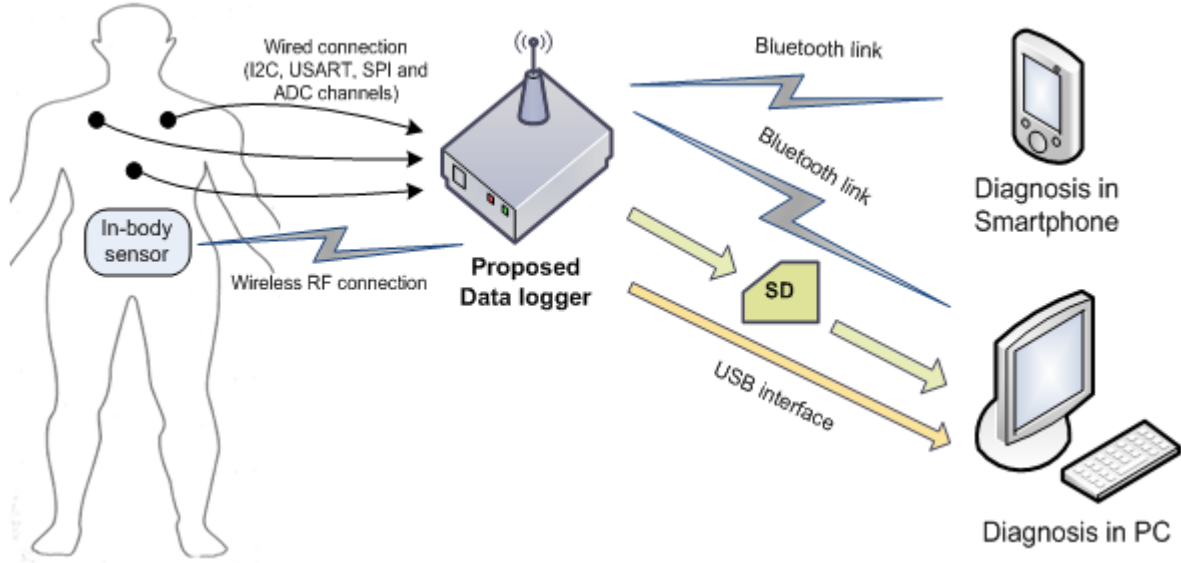 Wired connection
(I2C, USART, SPI and
ADC channels)
Bluetooth link
Bluetooth link
Diagnosis in
Smartphone
In-body
sensor
Wireless RF connection
Proposed
Data logger
SD
USB interface
Diagnosis in PC